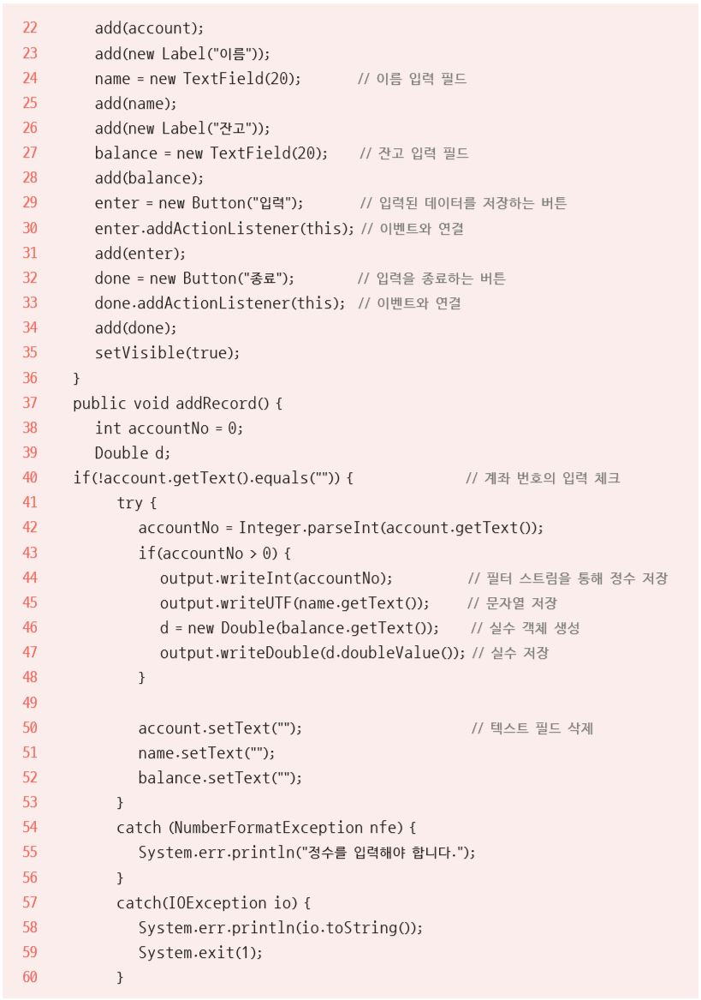 22 add(account);
23 add(new Label("이름"));
24 name = new TextField(20); // 이름 입력 필드
25 add(name);
26 add(new Label("잔고"));
27 balance = new TextField(20); // 잔고 입력 필드
28 add(balance);
29 enter = new Button("입력"); // 입력된 데이터를 저장하는 버튼
30 enter.addActionListener(this); // 이벤트와 연결
31 add(enter);
32 done = new Button("종료"); // 입력을 종료하는 버튼
33 done.addActionListener(this); // 이벤트와 연결
34 add(done);
35 setVisible(true);
36 }
37 public void addRecord() {
38 int accountNo = 0;
39 Double d;
40 if(!account.getText().equals("")) { // 계좌 번호의 입력 체크
41 try {
42 accountNo = Integer.parseInt(account.getText());
43 if(accountNo > 0) {
44 output.writeInt(accountNo); // 필터 스트림을 통해 정수 저장
45 output.writeUTF(name.getText()); // 문자열 저장
46 d = new Double(balance.getText()); // 실수 객체 생성
47 output.writeDouble(d.doubleValue()); // 실수 저장
48 }
49
50 account.setText(""); // 텍스트 필드 삭제
51 name.setText("");
52 balance.setText("");
53 }
54 catch (NumberFormatException nfe) {
55 System.err.println("정수를 입력해야 합니다.");
56 }
57 catch(IOException io) {
58 System.err.println(io.toString());
59 System.exit(1);
60 }